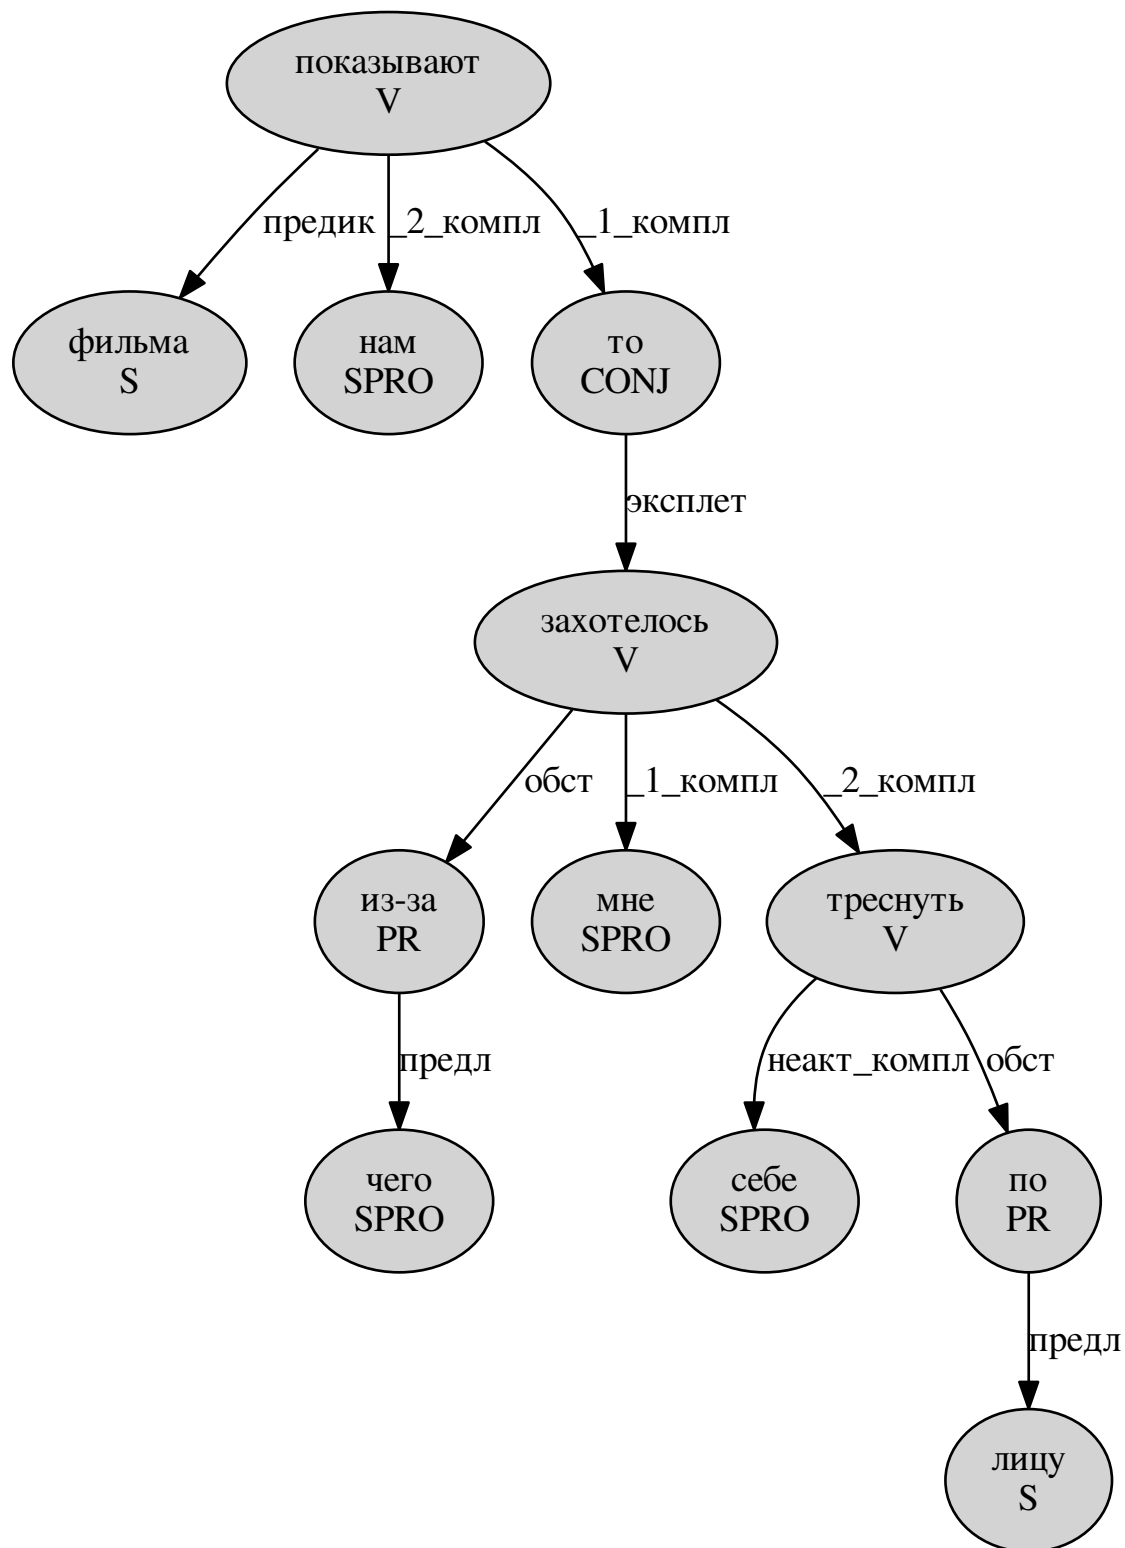 показывают
V
предик
_2_компл
_1_компл
фильма
S
нам
SPRO
то
CONJ
эксплет
захотелось
V
обст
_1_компл
_2_компл
из-за
PR
мне
SPRO
треснуть
V
предл
неакт_компл
обст
чего
SPRO
себе
SPRO
по
PR
предл
лицу
S